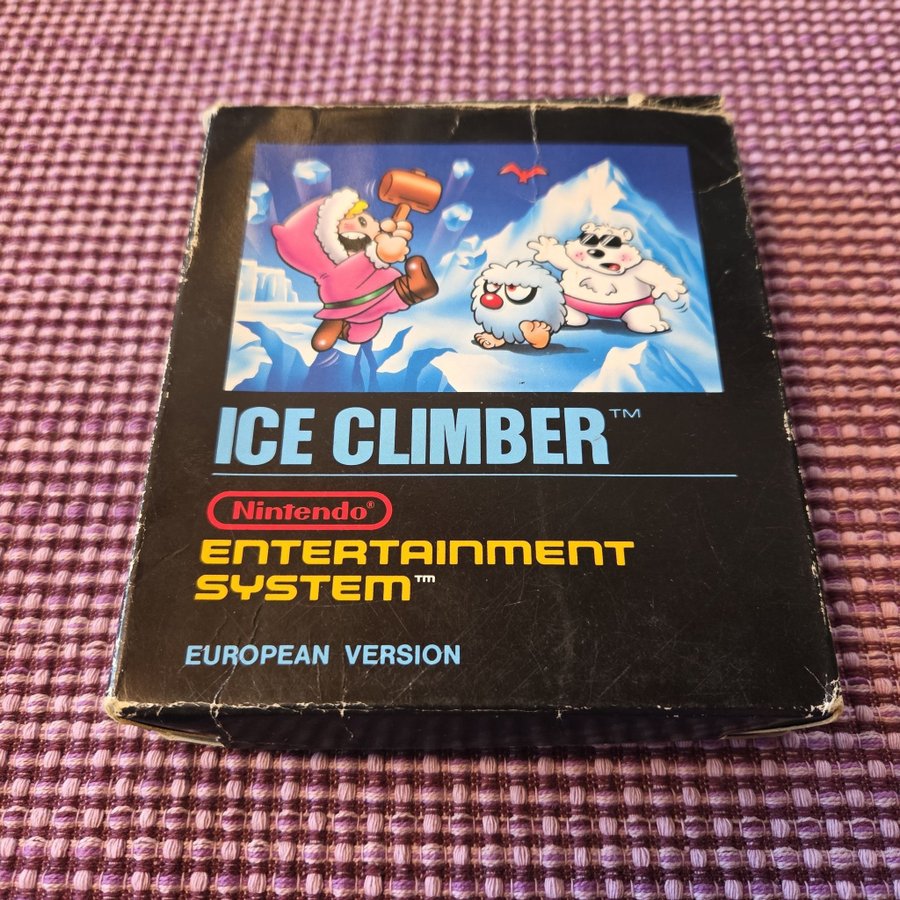 ICE CLIMBER™
Nintendo®
ENTERTAINMENT
SYSTEM™
EUROPEAN VERSION